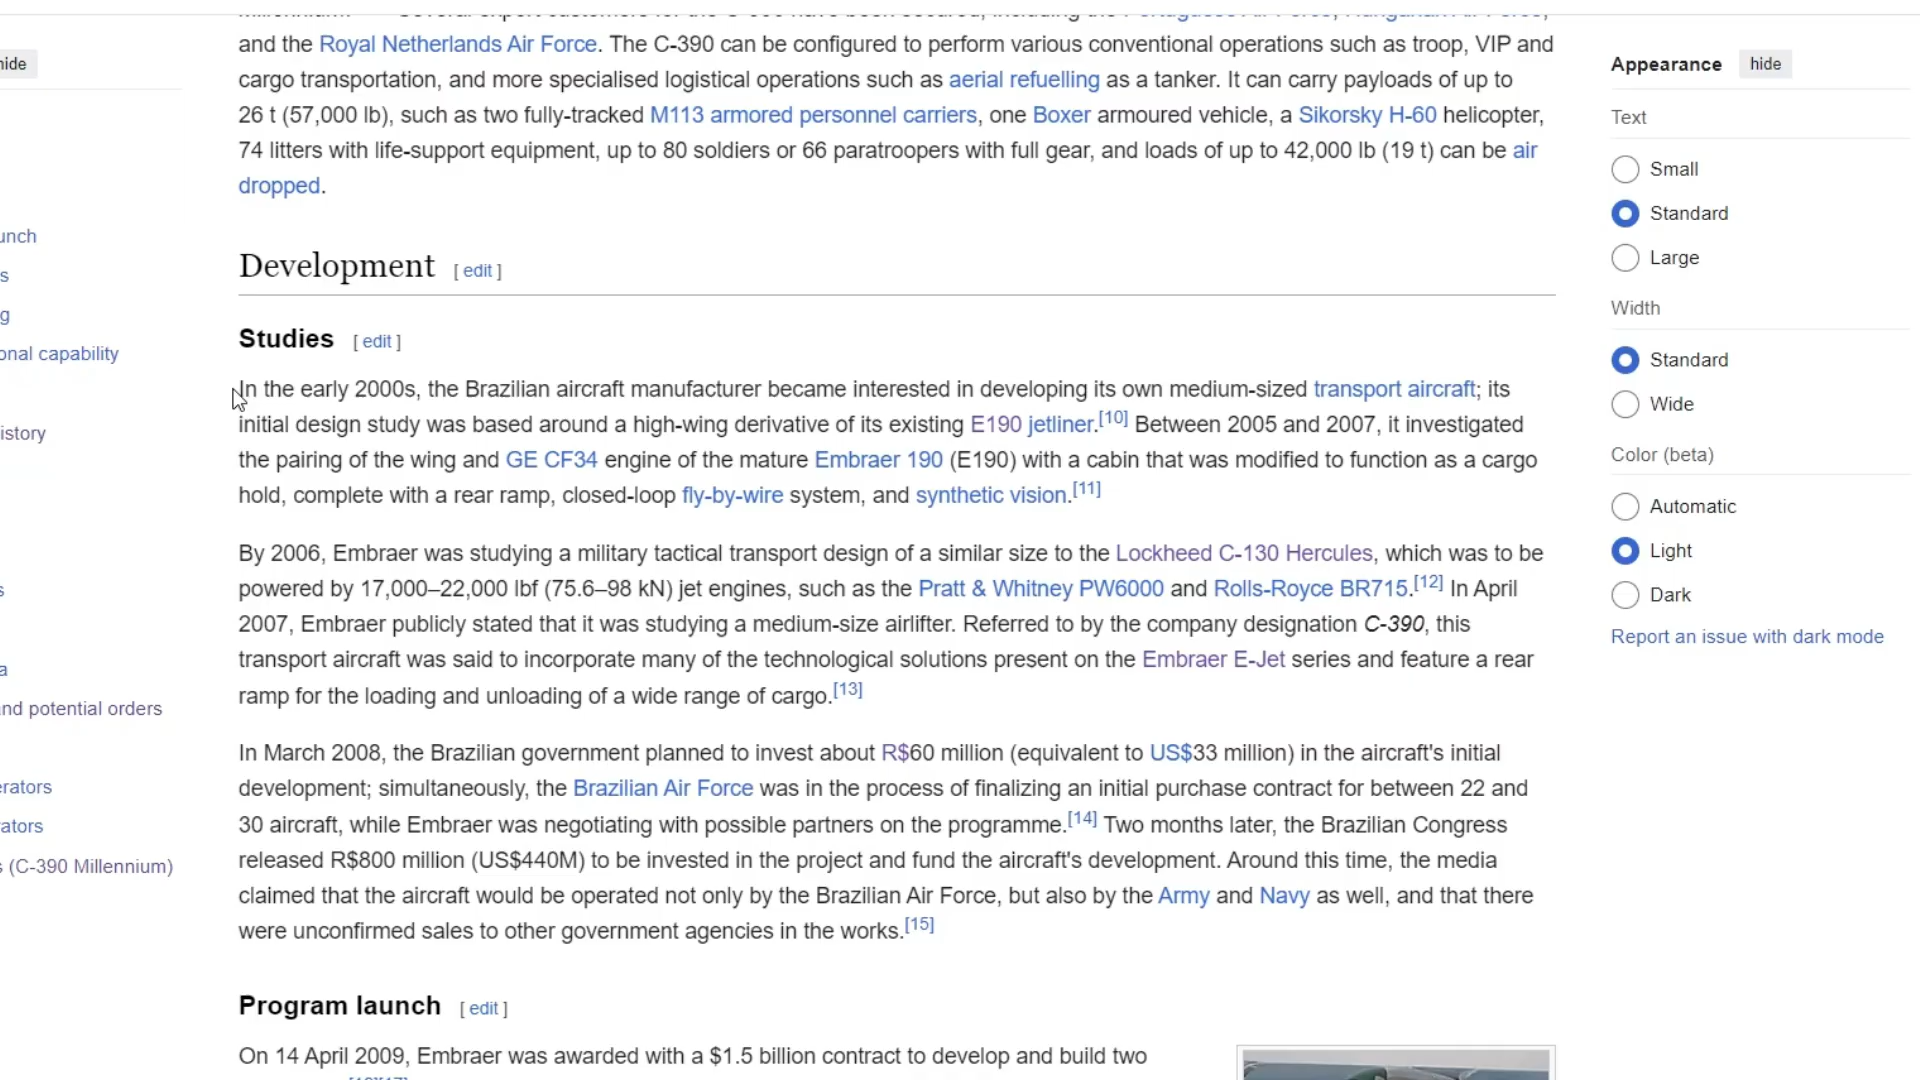 and the Royal Netherlands Air Force. The C-390 can be configured to perform various conventional operations such as troop, VIP and
cargo transportation, and more specialised logistical operations such as aerial refuelling as a tanker. It can carry payloads of up to
26 t (57,000 lb), such as two fully-tracked M113 armored personnel carriers, one Boxer armoured vehicle, a Sikorsky H-60 helicopter,
74 litters with life-support equipment, up to 80 soldiers or 66 paratroopers with full gear, and loads of up to 42,000 lb (19 t) can be air
dropped.
Development [ edit ]
Studies [ edit ]
In the early 2000s, the Brazilian aircraft manufacturer became interested in developing its own medium-sized transport aircraft; its
initial design study was based around a high-wing derivative of its existing E190 jetliner.[10] Between 2005 and 2007, it investigated
the pairing of the wing and GE CF34 engine of the mature Embraer 190 (E190) with a cabin that was modified to function as a cargo
hold, complete with a rear ramp, closed-loop fly-by-wire system, and synthetic vision.[11]
By 2006, Embraer was studying a military tactical transport design of a similar size to the Lockheed C-130 Hercules, which was to be
powered by 17,000–22,000 lbf (75.6–98 kN) jet engines, such as the Pratt & Whitney PW6000 and Rolls-Royce BR715.[12] In April
2007, Embraer publicly stated that it was studying a medium-size airlifter. Referred to by the company designation C-390, this
transport aircraft was said to incorporate many of the technological solutions present on the Embraer E-Jet series and feature a rear
ramp for the loading and unloading of a wide range of cargo.[13]
In March 2008, the Brazilian government planned to invest about R$60 million (equivalent to US$33 million) in the aircraft's initial
development; simultaneously, the Brazilian Air Force was in the process of finalizing an initial purchase contract for between 22 and
30 aircraft, while Embraer was negotiating with possible partners on the programme.[14] Two months later, the Brazilian Congress
released R$800 million (US$440M) to be invested in the project and fund the aircraft's development. Around this time, the media
claimed that the aircraft would be operated not only by the Brazilian Air Force, but also by the Army and Navy as well, and that there
were unconfirmed sales to other government agencies in the works.[15]
Program launch [ edit ]
On 14 April 2009, Embraer was awarded with a $1.5 billion contract to develop and build two
hide
unch
s
g
onal capability
istory
s
a
nd potential orders
erators
ators
s (C-390 Millennium)
Appearance hide
Text
Small
Standard
Large
Width
Standard
Wide
Color (beta)
Automatic
Light
Dark
Report an issue with dark mode